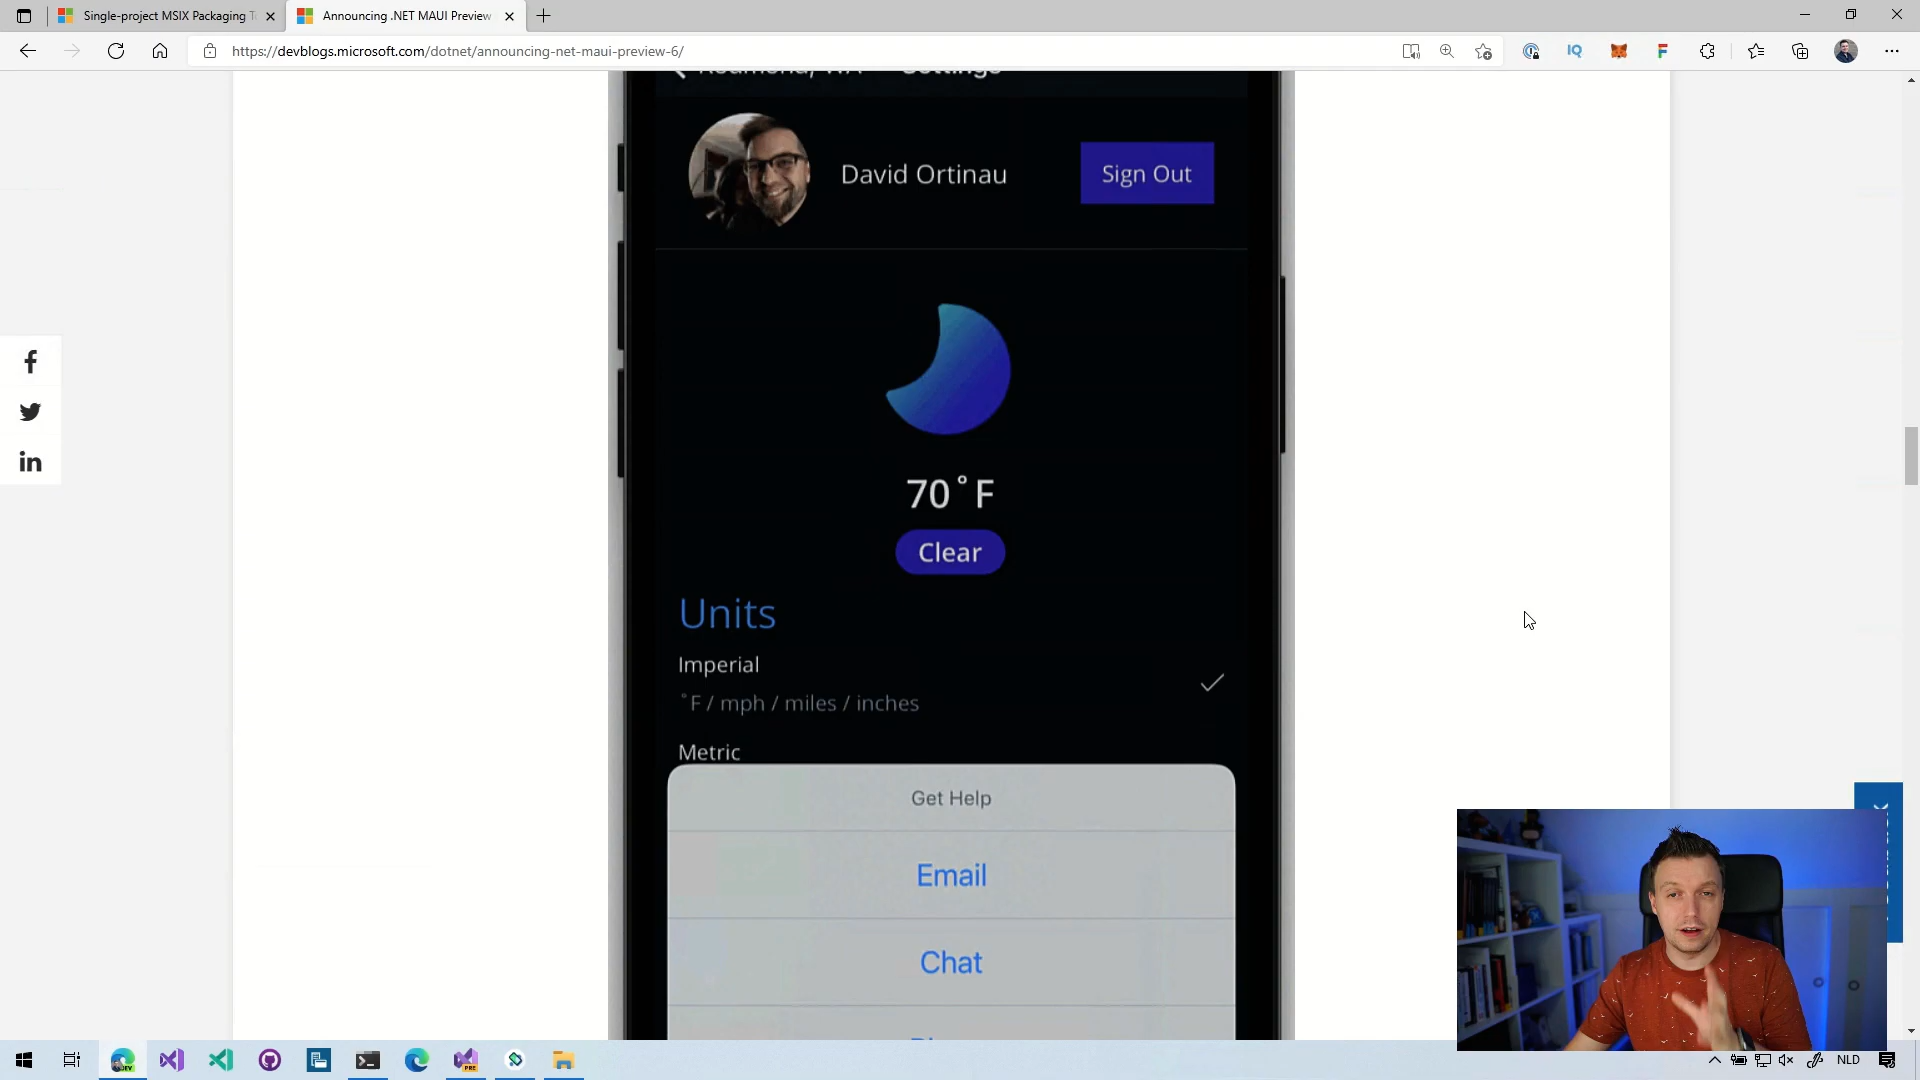 Single-project MSIX Packaging To
Announcing .NET MAUI Preview
https://devblogs.microsoft.com/dotnet/announcing-net-maui-preview-6/
IQ
F
David Ortinau
Sign Out
70°F
Clear
Units
Imperial
°F / mph / miles / inches
Metric
Get Help
Email
Chat
NLD